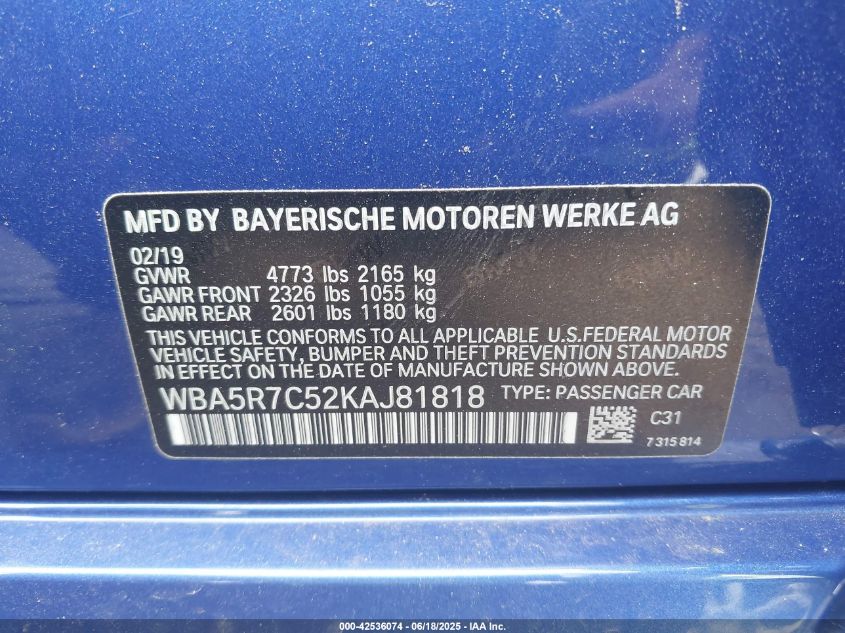 MFD BY BAYERISCHE MOTOREN WERKE AG
02/19
GVWR 4773 lbs 2165 kg
GAWR FRONT 2326 lbs 1055 kg
GAWR REAR 2601 lbs 1180 kg
THIS VEHICLE CONFORMS TO ALL APPLICABLE U.S.FEDERAL MOTOR
VEHICLE SAFETY, BUMPER AND THEFT PREVENTION STANDARDS
IN EFFECT ON THE DATE OF MANUFACTURE SHOWN ABOVE.
WBA5R7C52KAJ81818 TYPE: PASSENGER CAR
C31
7 315 814
000-42536074 - 06/18/2025 - IAA Inc.